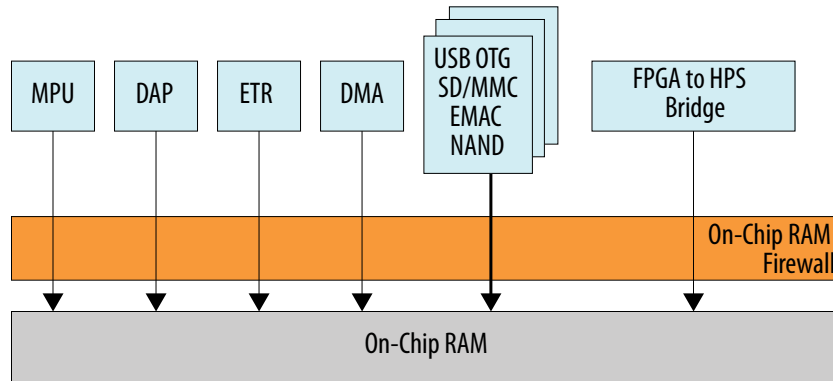 MPU
DAP
ETR
DMA
USB OTG
SD/MMC
EMAC
NAND
FPGA to HPS
Bridge
On-Chip RAM
Firewall
On-Chip RAM